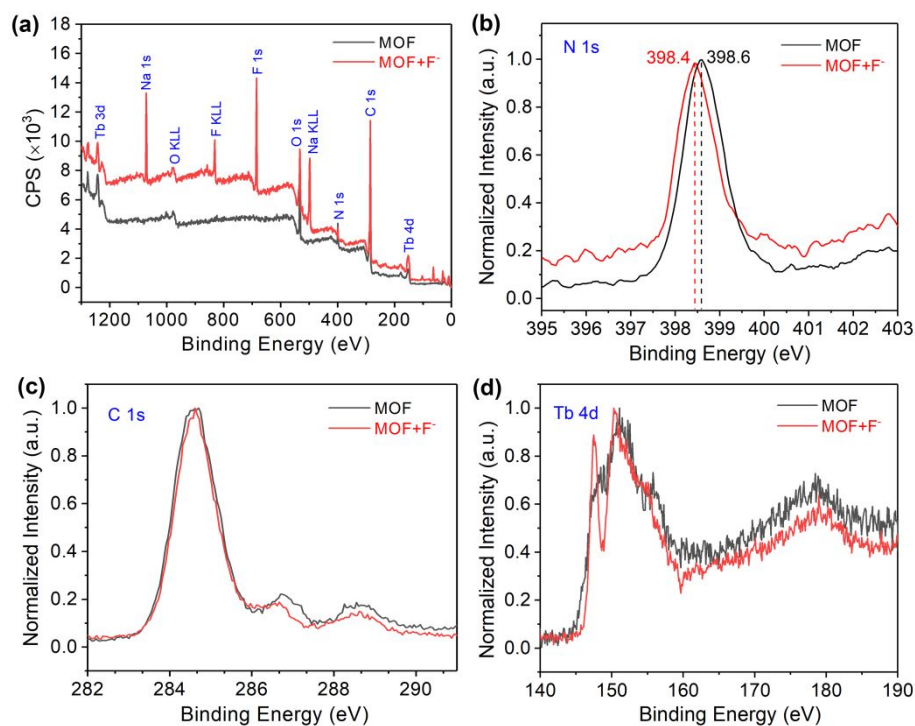 (a)
MOF
MOF+F⁻
Tb 3d
Na 1s
O KLL
F KLL
F 1s
O 1s
Na KLL
N 1s
C 1s
Tb 4d
CPS (×10³)
18
16
14
12
10
8
6
4
2
0
1200 1000 800 600 400 200 0
Binding Energy (eV)
(b)
N 1s
398.4 398.6
MOF
MOF+F⁻
Normalized Intensity (a.u.)
1.0
0.8
0.6
0.4
0.2
0.0
395 396 397 398 399 400 401 402 403
Binding Energy (eV)
(c)
C 1s
MOF
MOF+F⁻
Normalized Intensity (a.u.)
1.0
0.8
0.6
0.4
0.2
0.0
282 284 286 288 290
Binding Energy (eV)
(d)
Tb 4d
MOF
MOF+F⁻
Normalized Intensity (a.u.)
1.0
0.8
0.6
0.4
0.2
0.0
140 150 160 170 180 190
Binding Energy (eV)